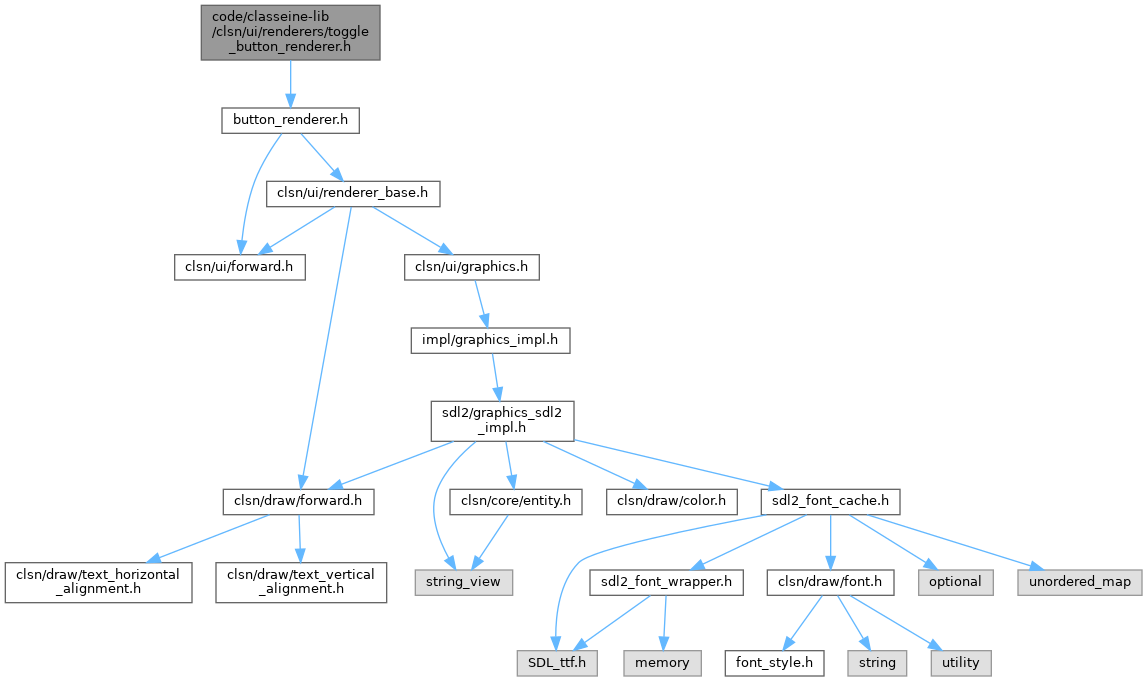 code/classeine-lib
/clsn/ui/renderers/toggle
_button_renderer.h
button_renderer.h
clsn/ui/renderer_base.h
clsn/ui/forward.h
clsn/ui/graphics.h
impl/graphics_impl.h
sdl2/graphics_sdl2
_impl.h
clsn/draw/forward.h
clsn/core/entity.h
clsn/draw/color.h
sdl2_font_cache.h
clsn/draw/text_horizontal
_alignment.h
clsn/draw/text_vertical
_alignment.h
string_view
sdl2_font_wrapper.h
clsn/draw/font.h
optional
unordered_map
SDL_ttf.h
memory
font_style.h
string
utility